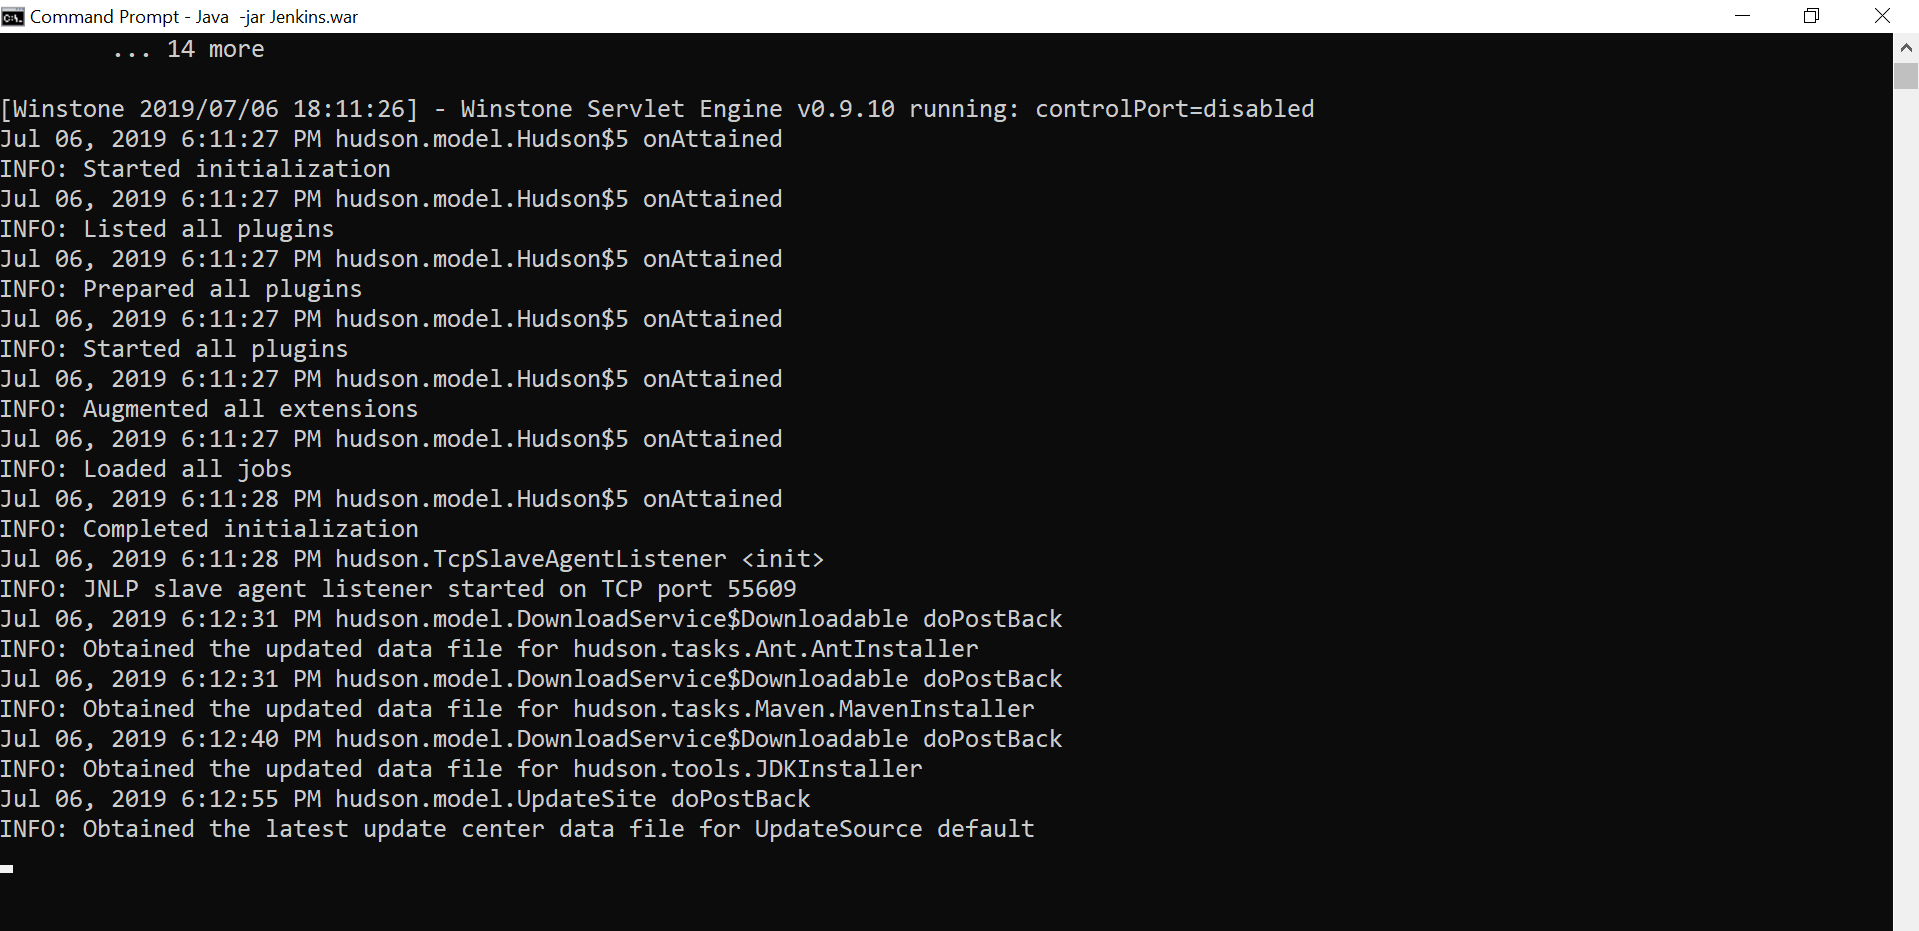 Command Prompt - Java  -jar Jenkins.war
... 14 more
[Winstone 2019/07/06 18:11:26] - Winstone Servlet Engine v0.9.10 running: controlPort=disabled
Jul 06, 2019 6:11:27 PM hudson.model.Hudson$5 onAttained
INFO: Started initialization
Jul 06, 2019 6:11:27 PM hudson.model.Hudson$5 onAttained
INFO: Listed all plugins
Jul 06, 2019 6:11:27 PM hudson.model.Hudson$5 onAttained
INFO: Prepared all plugins
Jul 06, 2019 6:11:27 PM hudson.model.Hudson$5 onAttained
INFO: Started all plugins
Jul 06, 2019 6:11:27 PM hudson.model.Hudson$5 onAttained
INFO: Augmented all extensions
Jul 06, 2019 6:11:27 PM hudson.model.Hudson$5 onAttained
INFO: Loaded all jobs
Jul 06, 2019 6:11:28 PM hudson.model.Hudson$5 onAttained
INFO: Completed initialization
Jul 06, 2019 6:11:28 PM hudson.TcpSlaveAgentListener <init>
INFO: JNLP slave agent listener started on TCP port 55609
Jul 06, 2019 6:12:31 PM hudson.model.DownloadService$Downloadable doPostBack
INFO: Obtained the updated data file for hudson.tasks.Ant.AntInstaller
Jul 06, 2019 6:12:31 PM hudson.model.DownloadService$Downloadable doPostBack
INFO: Obtained the updated data file for hudson.tasks.Maven.MavenInstaller
Jul 06, 2019 6:12:40 PM hudson.model.DownloadService$Downloadable doPostBack
INFO: Obtained the updated data file for hudson.tools.JDKInstaller
Jul 06, 2019 6:12:55 PM hudson.model.UpdateSite doPostBack
INFO: Obtained the latest update center data file for UpdateSource default